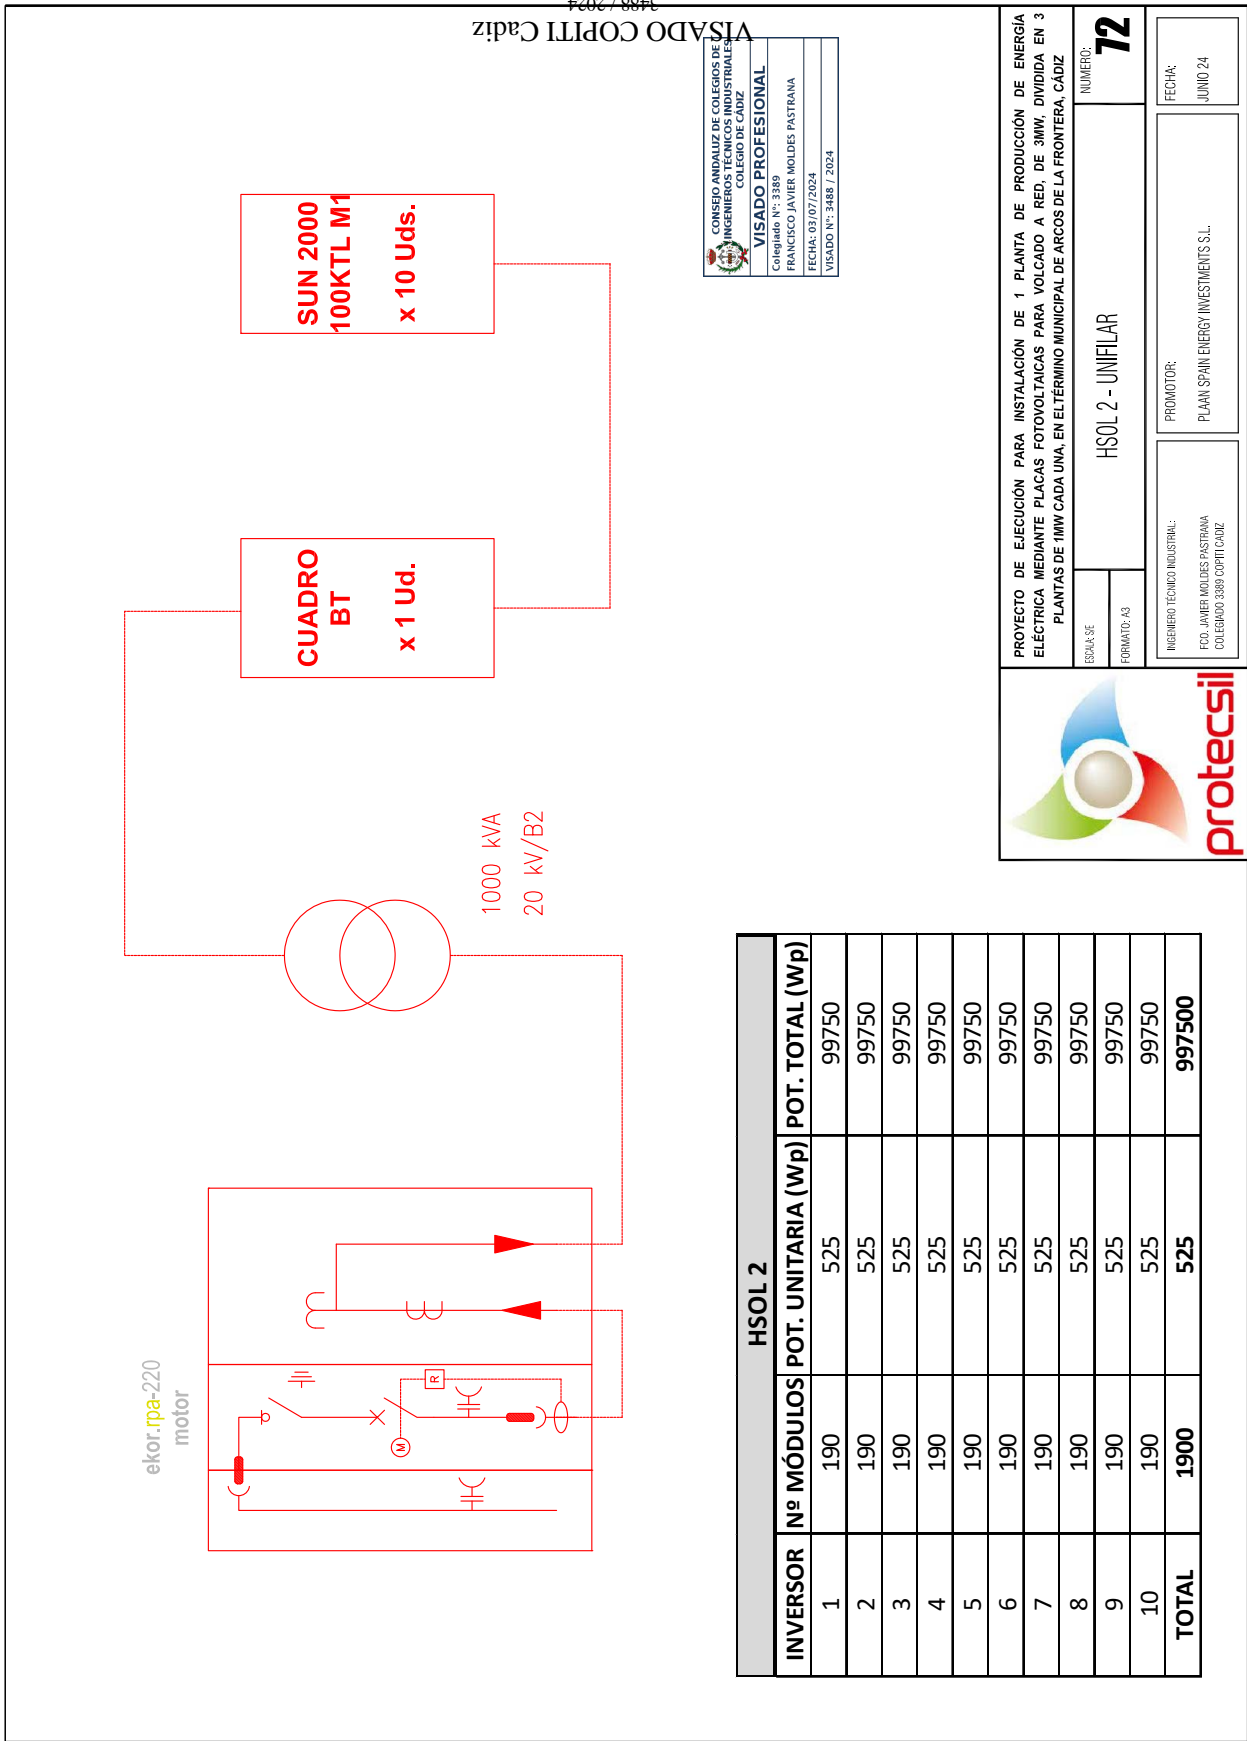 3488 / 2024
VISADO COPITI Cadiz
ekor.rpa-220
motor
M
R
1000 kVA
20 kV/B2
CUADRO
BT
x 1 Ud.
SUN 2000
100KTL M1
x 10 Uds.
CONSEJO ANDALUZ DE COLEGIOS DE
INGENIEROS TÉCNICOS INDUSTRIALES
COLEGIO DE CÁDIZ
VISADO PROFESIONAL
Colegiado Nº: 3389
FRANCISCO JAVIER MOLDES PASTRANA
FECHA: 03/07/2024
VISADO Nº: 3488 / 2024
HSOL 2
INVERSOR Nº MÓDULOS POT. UNITARIA (Wp) POT. TOTAL (Wp)
1 190 525 99750
2 190 525 99750
3 190 525 99750
4 190 525 99750
5 190 525 99750
6 190 525 99750
7 190 525 99750
8 190 525 99750
9 190 525 99750
10 190 525 99750
TOTAL 1900 525 997500
protecsil
PROYECTO DE EJECUCIÓN PARA INSTALACIÓN DE 1 PLANTA DE PRODUCCIÓN DE ENERGÍA
ELÉCTRICA MEDIANTE PLACAS FOTOVOLTAICAS PARA VOLCADO A RED, DE 3MW, DIVIDIDA EN 3
PLANTAS DE 1MW CADA UNA, EN EL TÉRMINO MUNICIPAL DE ARCOS DE LA FRONTERA, CÁDIZ
ESCALA: S/E
FORMATO: A3
HSOL 2 - UNIFILAR
NUMERO:
72
INGENIERO TÉCNICO INDUSTRIAL:
FCO. JAVIER MOLDES PASTRANA
COLEGIADO 3389 COPITI CADIZ
PROMOTOR:
PLAAN SPAIN ENERGY INVESTMENTS S.L.
FECHA:
JUNIO 24